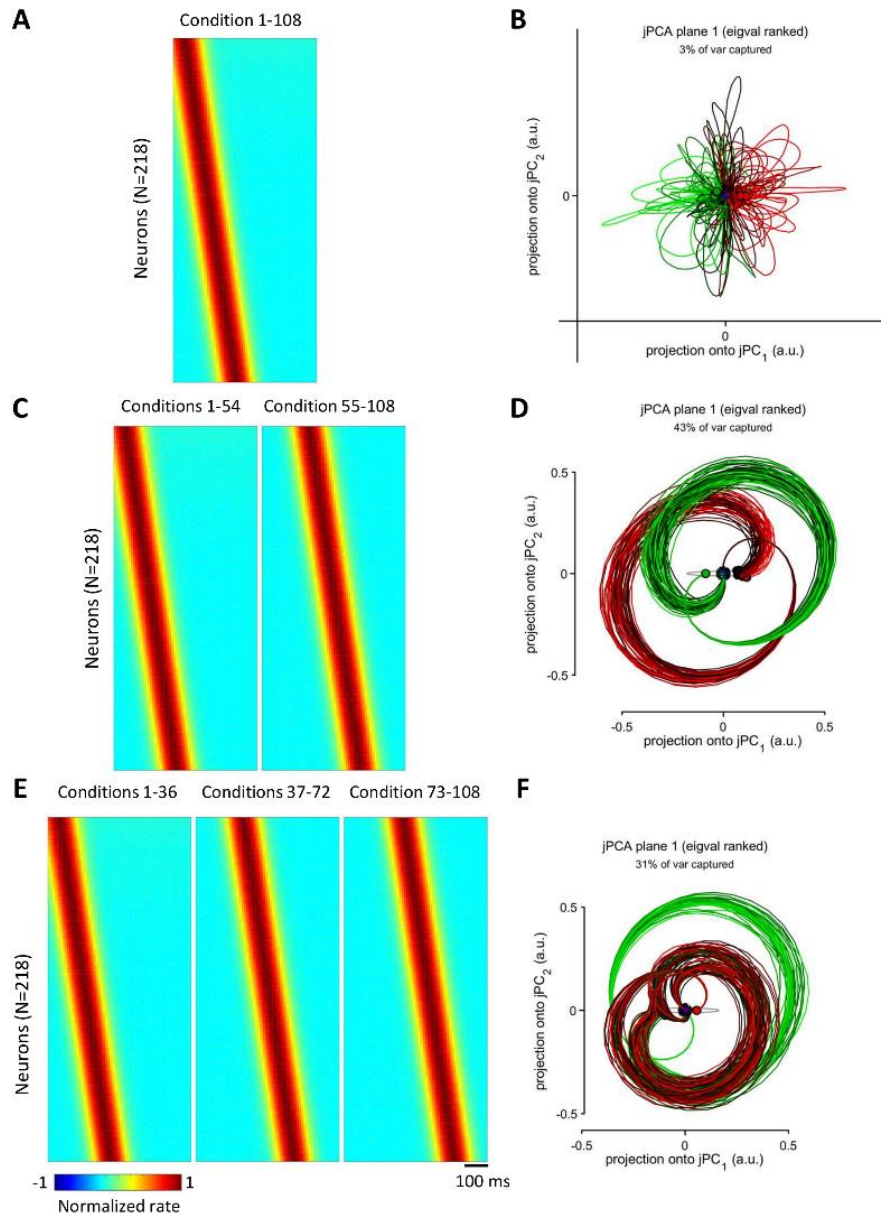 A
Condition 1-108
Neurons (N=218)
B
jPCA plane 1 (eigval ranked)
3% of var captured
projection onto jPC2 (a.u.)
0
0
projection onto jPC1 (a.u.)
C
Conditions 1-54
Condition 55-108
Neurons (N=218)
D
jPCA plane 1 (eigval ranked)
43% of var captured
projection onto jPC2 (a.u.)
0.5
0
-0.5
-0.5
0
0.5
projection onto jPC1 (a.u.)
E
Conditions 1-36
Conditions 37-72
Condition 73-108
Neurons (N=218)
-1
1
Normalized rate
100 ms
F
jPCA plane 1 (eigval ranked)
31% of var captured
projection onto jPC2 (a.u.)
0.5
0
-0.5
-0.5
0
0.5
projection onto jPC1 (a.u.)